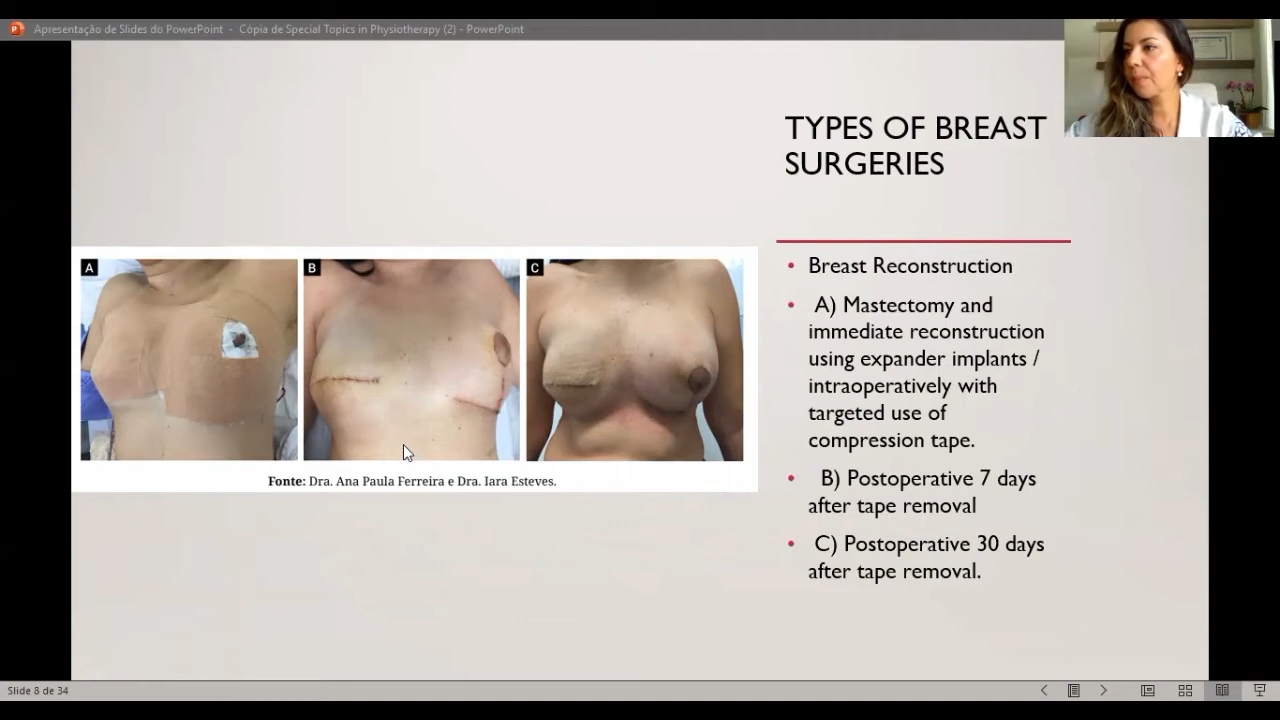 Apresentação de Slides do PowerPoint - Cópia de Special Topics in Physiotherapy (2) - PowerPoint
TYPES OF BREAST
SURGERIES
A
B
C
Fonte: Dra. Ana Paula Ferreira e Dra. Iara Esteves.
• Breast Reconstruction
• A) Mastectomy and
immediate reconstruction
using expander implants /
intraoperatively with
targeted use of
compression tape.
• B) Postoperative 7 days
after tape removal
• C) Postoperative 30 days
after tape removal.
Slide 8 de 34